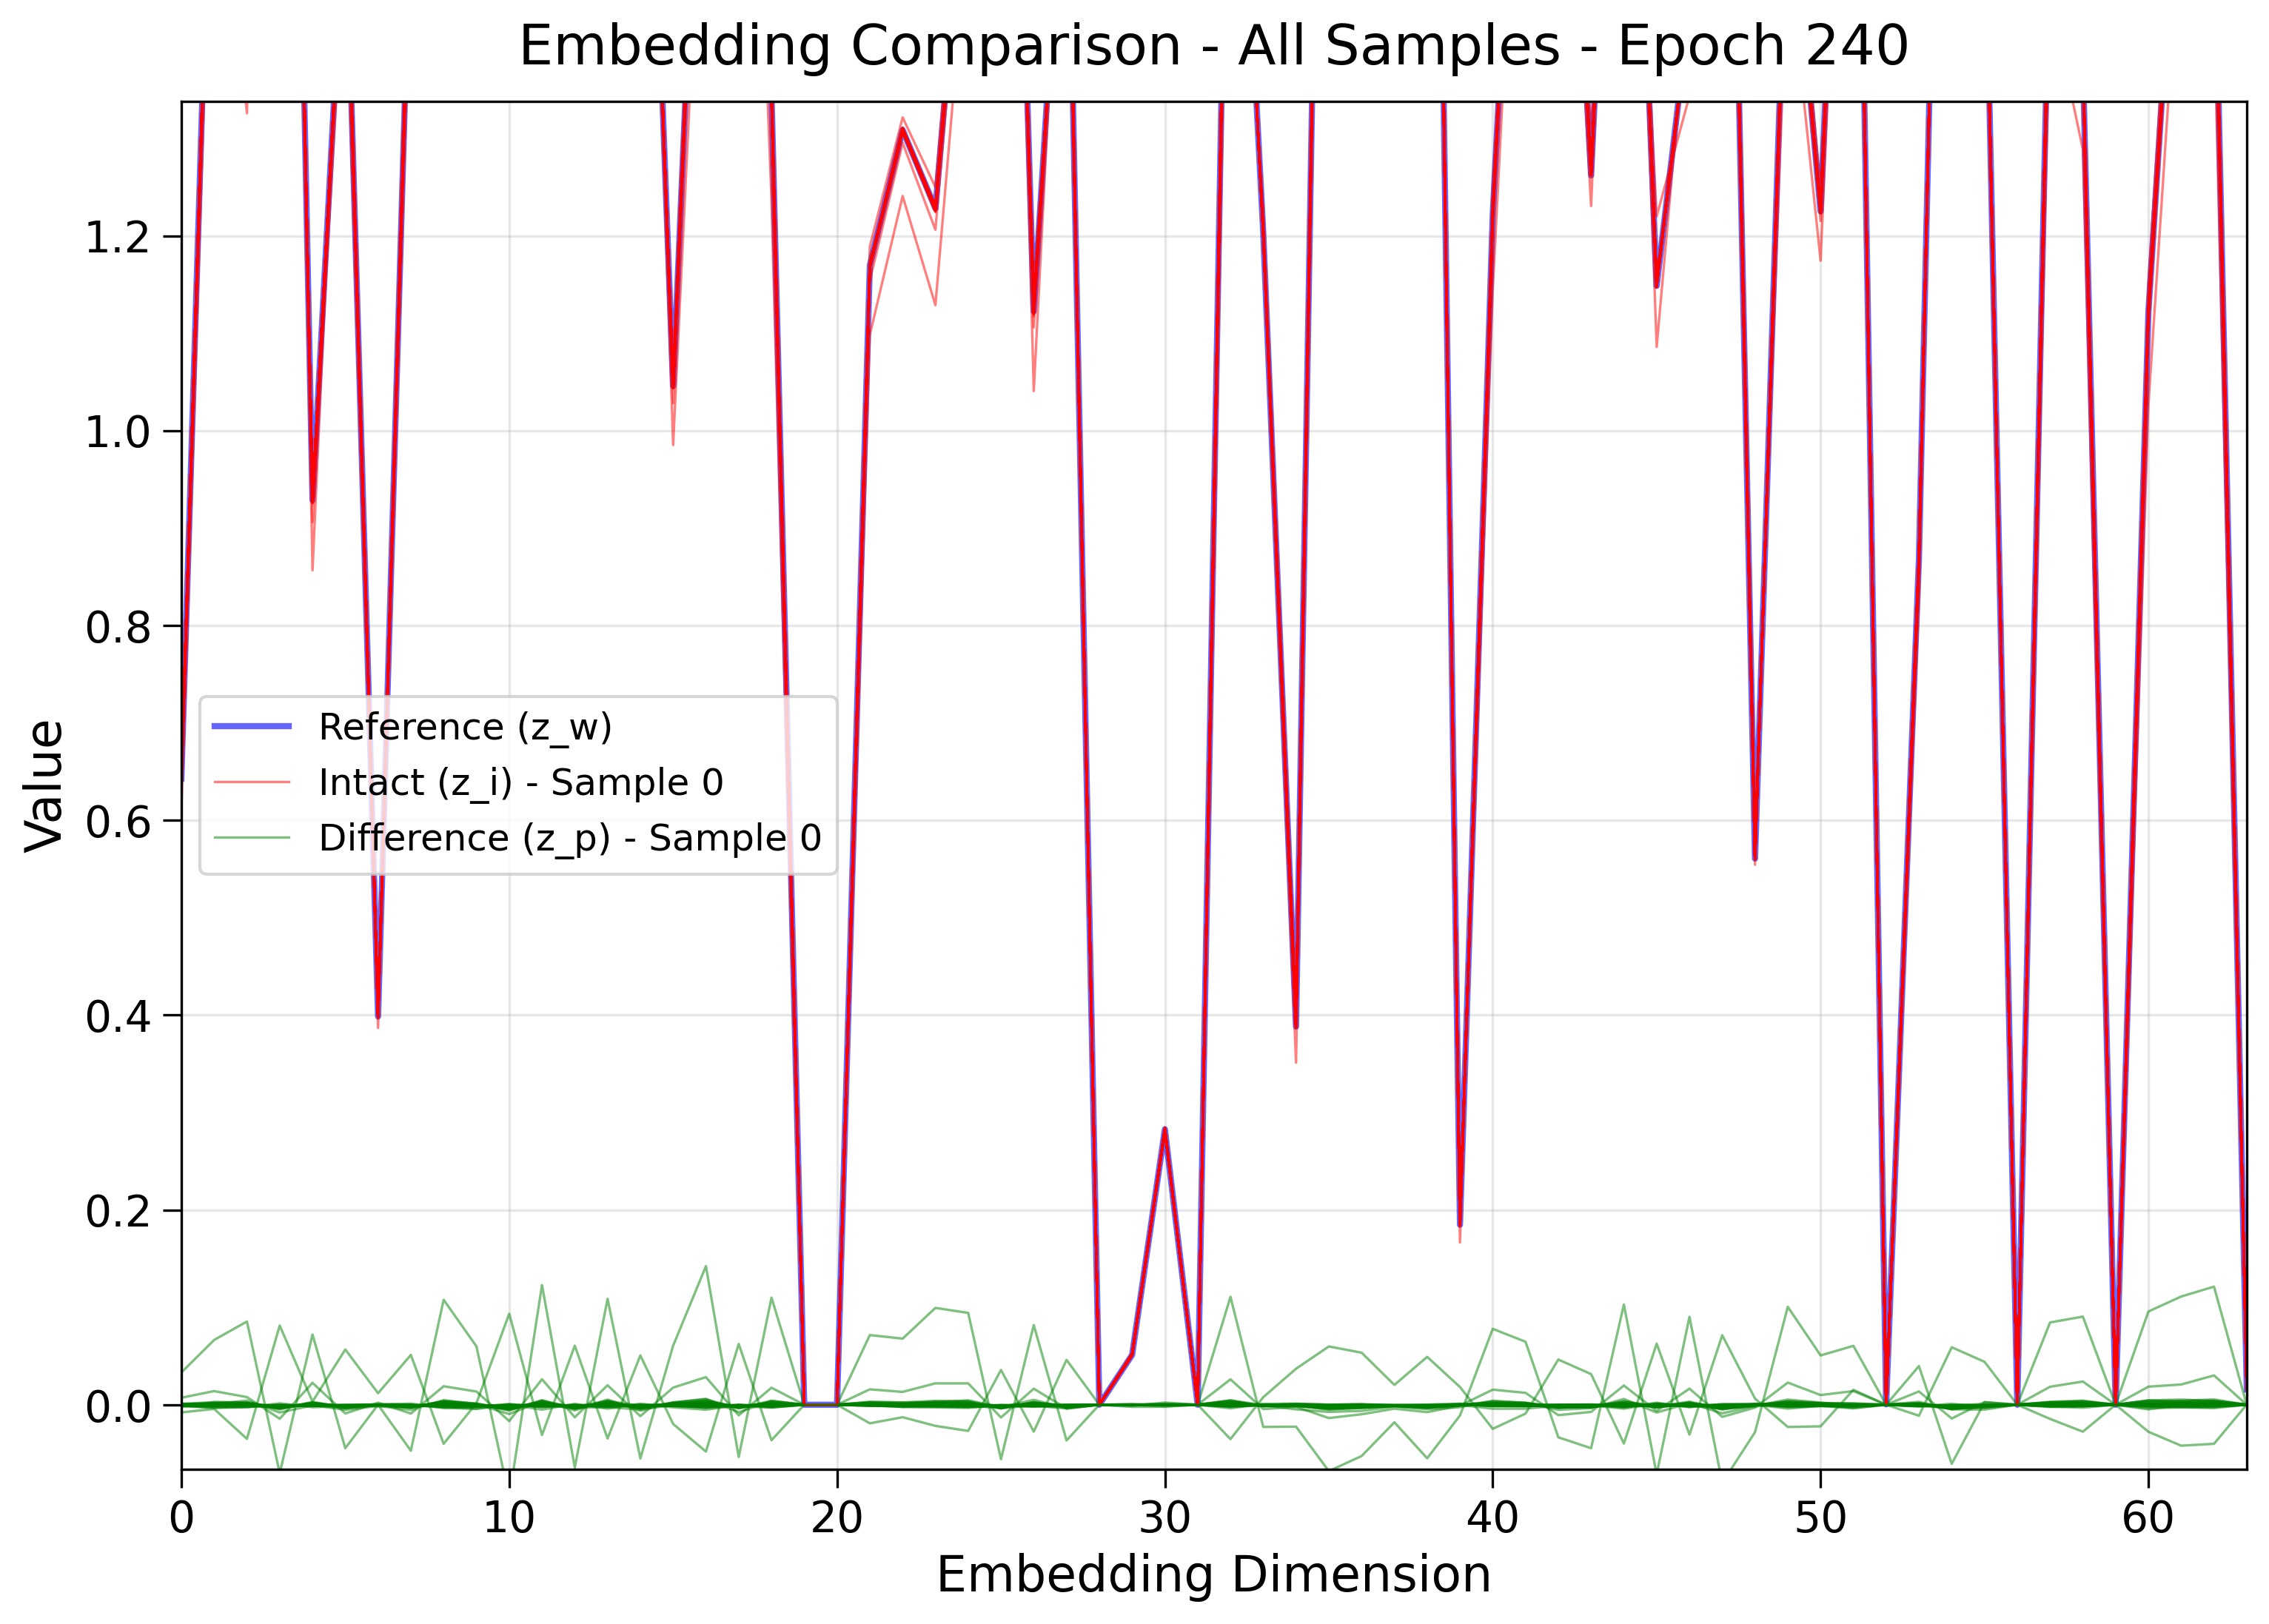 Embedding Comparison - All Samples - Epoch 240
Value
1.2
1.0
0.8
0.6
0.4
0.2
0.0
Reference (z_w)
Intact (z_i) - Sample 0
Difference (z_p) - Sample 0
0 10 20 30 40 50 60
Embedding Dimension